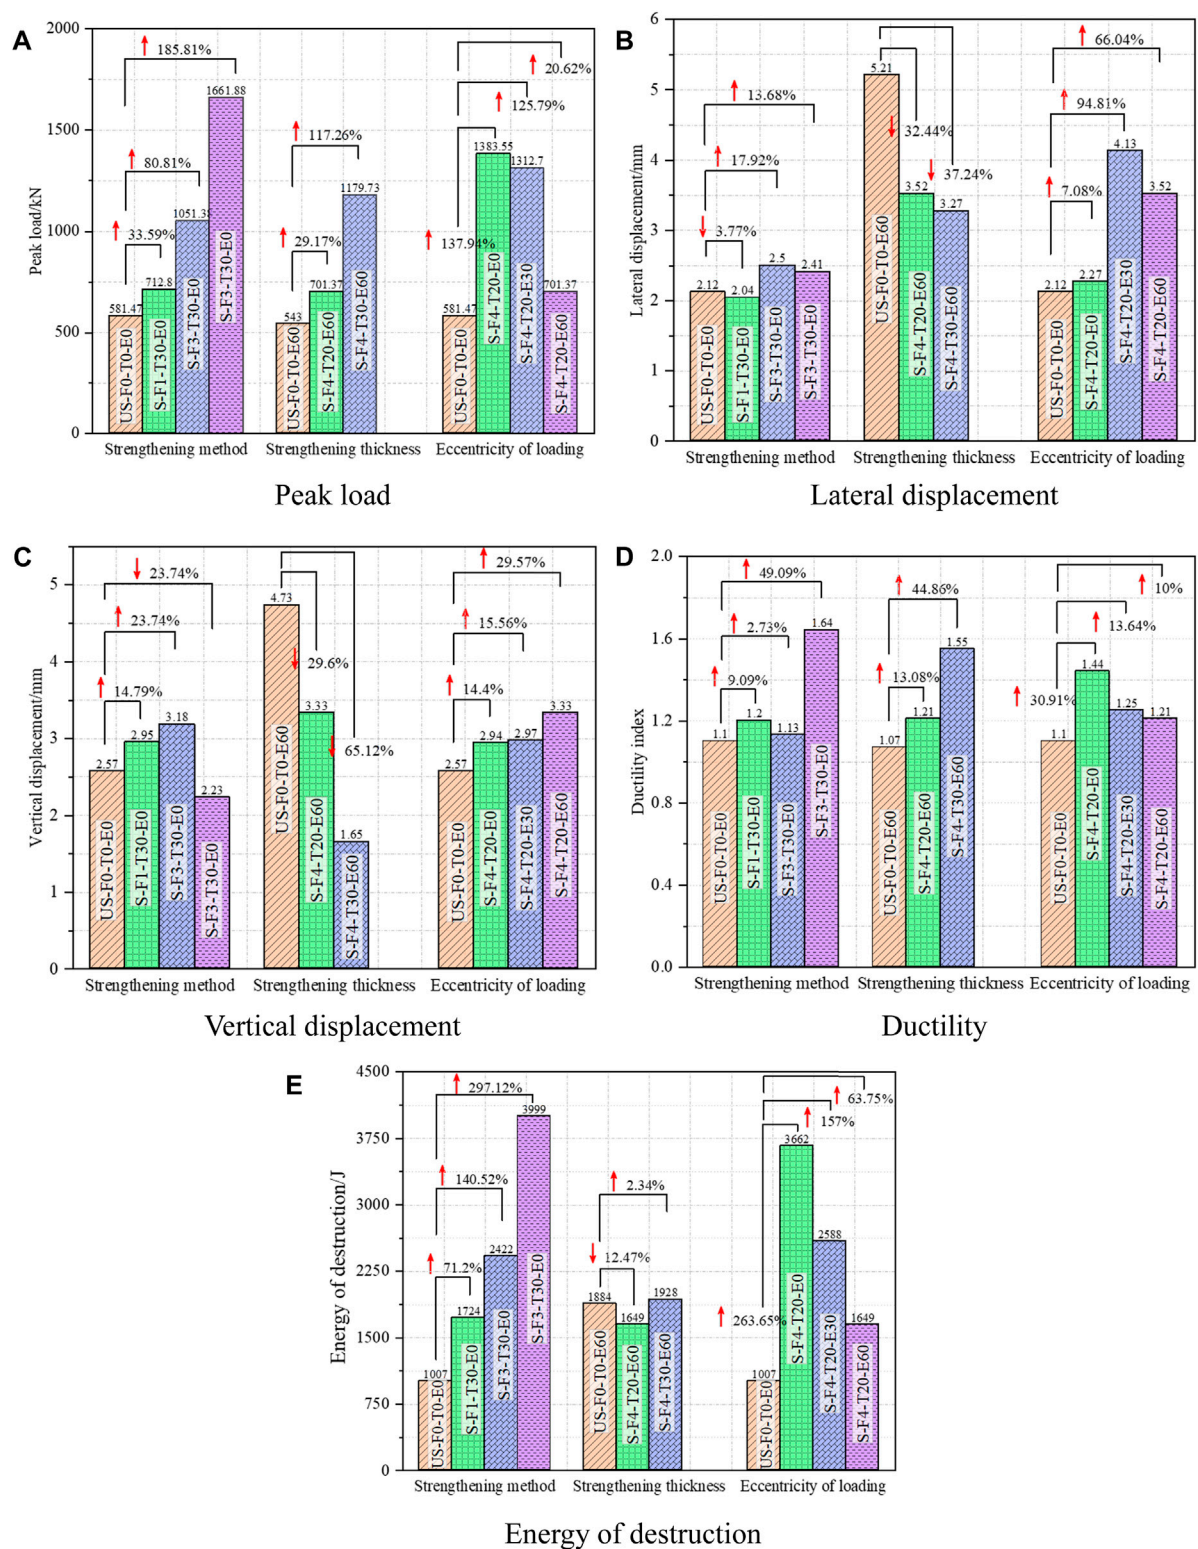 A
2000
1500
1000
500
0
Peak load/kN
185.81%
80.81%
33.59%
581.47
712.8
1051.38
1661.88
US-F0-T0-E0
S-F1-T30-E0
S-F3-T30-E0
S-F3-T30-E0
117.26%
29.17%
543
701.37
1179.73
US-F0-T0-E60
S-F4-T20-E60
S-F4-T30-E60
20.62%
125.79%
137.94%
581.47
1383.55
1312.7
701.37
US-F0-T0-E0
S-F4-T20-E0
S-F4-T20-E30
S-F4-T20-E60
Strengthening method
Strengthening thickness
Eccentricity of loading
Peak load
B
6
5
4
3
2
1
0
Lateral displacement/mm
13.68%
17.92%
3.77%
2.12
2.04
2.5
2.41
US-F0-T0-E0
S-F1-T30-E0
S-F3-T30-E0
S-F3-T30-E0
5.21
32.44%
37.24%
3.52
3.27
US-F0-T0-E60
S-F4-T20-E60
S-F4-T30-E60
66.04%
94.81%
7.08%
2.12
2.27
4.13
3.52
US-F0-T0-E0
S-F4-T20-E0
S-F4-T20-E30
S-F4-T20-E60
Strengthening method
Strengthening thickness
Eccentricity of loading
Lateral displacement
C
5
4
3
2
1
0
Vertical displacement/mm
23.74%
23.74%
14.79%
2.57
2.95
3.18
2.23
US-F0-T0-E0
S-F1-T30-E0
S-F3-T30-E0
S-F3-T30-E0
4.73
29.6%
65.12%
3.33
1.65
US-F0-T0-E60
S-F4-T20-E60
S-F4-T30-E60
29.57%
15.56%
14.4%
2.57
2.94
2.97
3.33
US-F0-T0-E0
S-F4-T20-E0
S-F4-T20-E30
S-F4-T20-E60
Strengthening method
Strengthening thickness
Eccentricity of loading
Vertical displacement
D
2.0
1.6
1.2
0.8
0.4
0.0
Ductility index
49.09%
2.73%
9.09%
1.1
1.2
1.13
1.64
US-F0-T0-E0
S-F1-T30-E0
S-F3-T30-E0
S-F3-T30-E0
44.86%
13.08%
1.07
1.21
1.55
US-F0-T0-E60
S-F4-T20-E60
S-F4-T30-E60
10%
13.64%
30.91%
1.1
1.44
1.25
1.21
US-F0-T0-E0
S-F4-T20-E0
S-F4-T20-E30
S-F4-T20-E60
Strengthening method
Strengthening thickness
Eccentricity of loading
Ductility
E
4500
3750
3000
2250
1500
750
0
Energy of destruction/J
297.12%
140.52%
71.2%
1007
1724
2422
3999
US-F0-T0-E0
S-F1-T30-E0
S-F3-T30-E0
S-F3-T30-E0
2.34%
12.47%
1884
1649
1928
US-F0-T0-E60
S-F4-T20-E60
S-F4-T30-E60
63.75%
157%
263.65%
1007
3662
2588
1649
US-F0-T0-E0
S-F4-T20-E0
S-F4-T20-E30
S-F4-T20-E60
Strengthening method
Strengthening thickness
Eccentricity of loading
Energy of destruction